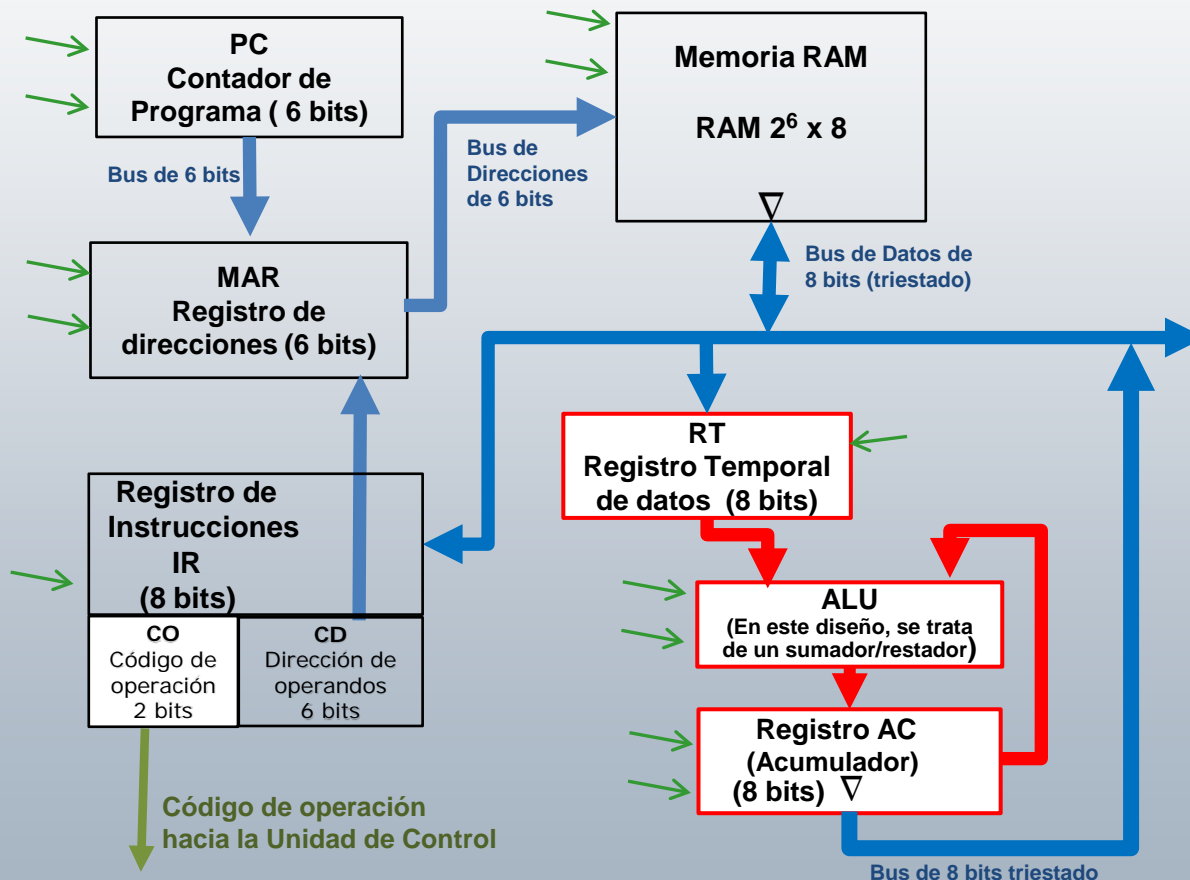 PC
Contador de
Programa ( 6 bits)
Memoria RAM
RAM 2⁶ x 8
Bus de 6 bits
Bus de
Direcciones
de 6 bits
MAR
Registro de
direcciones (6 bits)
Bus de Datos de
8 bits (triestado)
RT
Registro Temporal
de datos (8 bits)
Registro de
Instrucciones
IR
(8 bits)
CO
Código de
operación
2 bits
CD
Dirección de
operandos
6 bits
ALU
(En este diseño, se trata
de un sumador/restador)
Registro AC
(Acumulador)
(8 bits)
Código de operación
hacia la Unidad de Control
Bus de 8 bits triestado